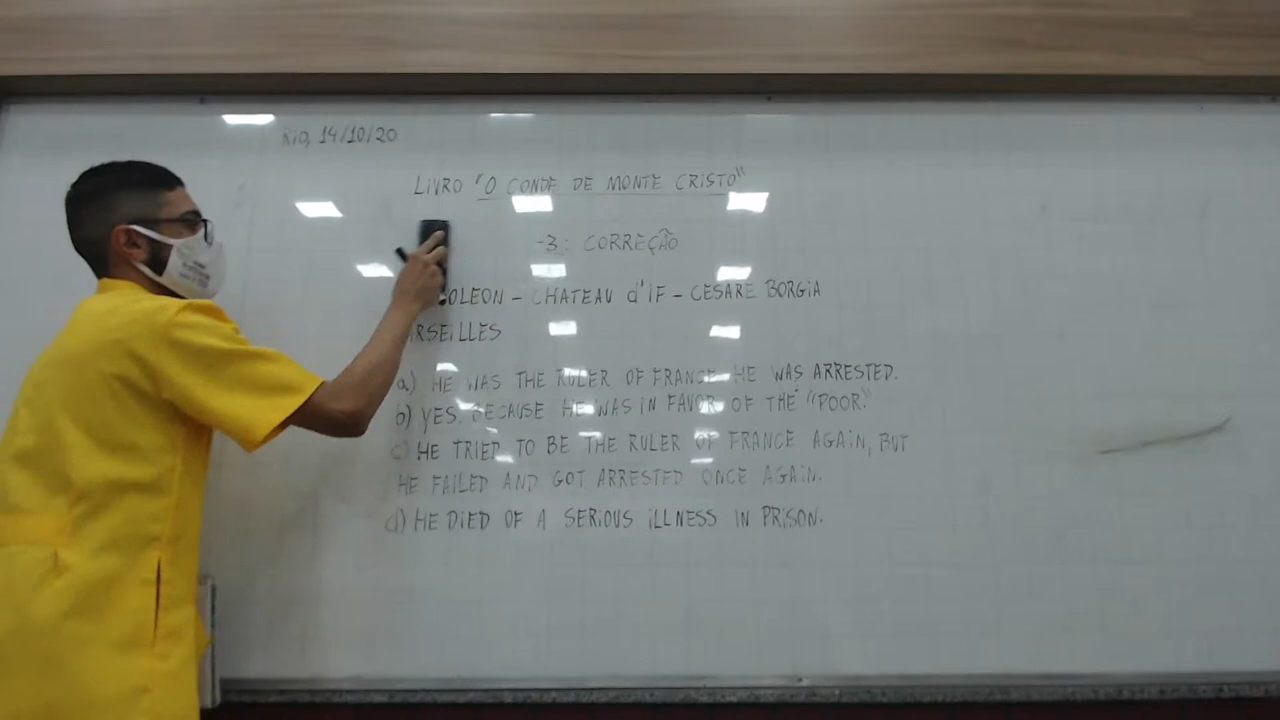 RIO, 14/10/20
LIVRO "O CONDE DE MONTE CRISTO"
-3: CORREÇÃO
OLEON - CHATEAU d'IF - CESARE BORGIA
RSEILLES
a) HE WAS THE RULER OF FRANCE. HE WAS ARRESTED.
b) YES. BECAUSE HE WAS IN FAVOR OF THE "POOR."
c) HE TRIED TO BE THE RULER OF FRANCE AGAIN, BUT
HE FAILED AND GOT ARRESTED ONCE AGAIN.
d) HE DIED OF A SERIOUS ILLNESS IN PRISON.